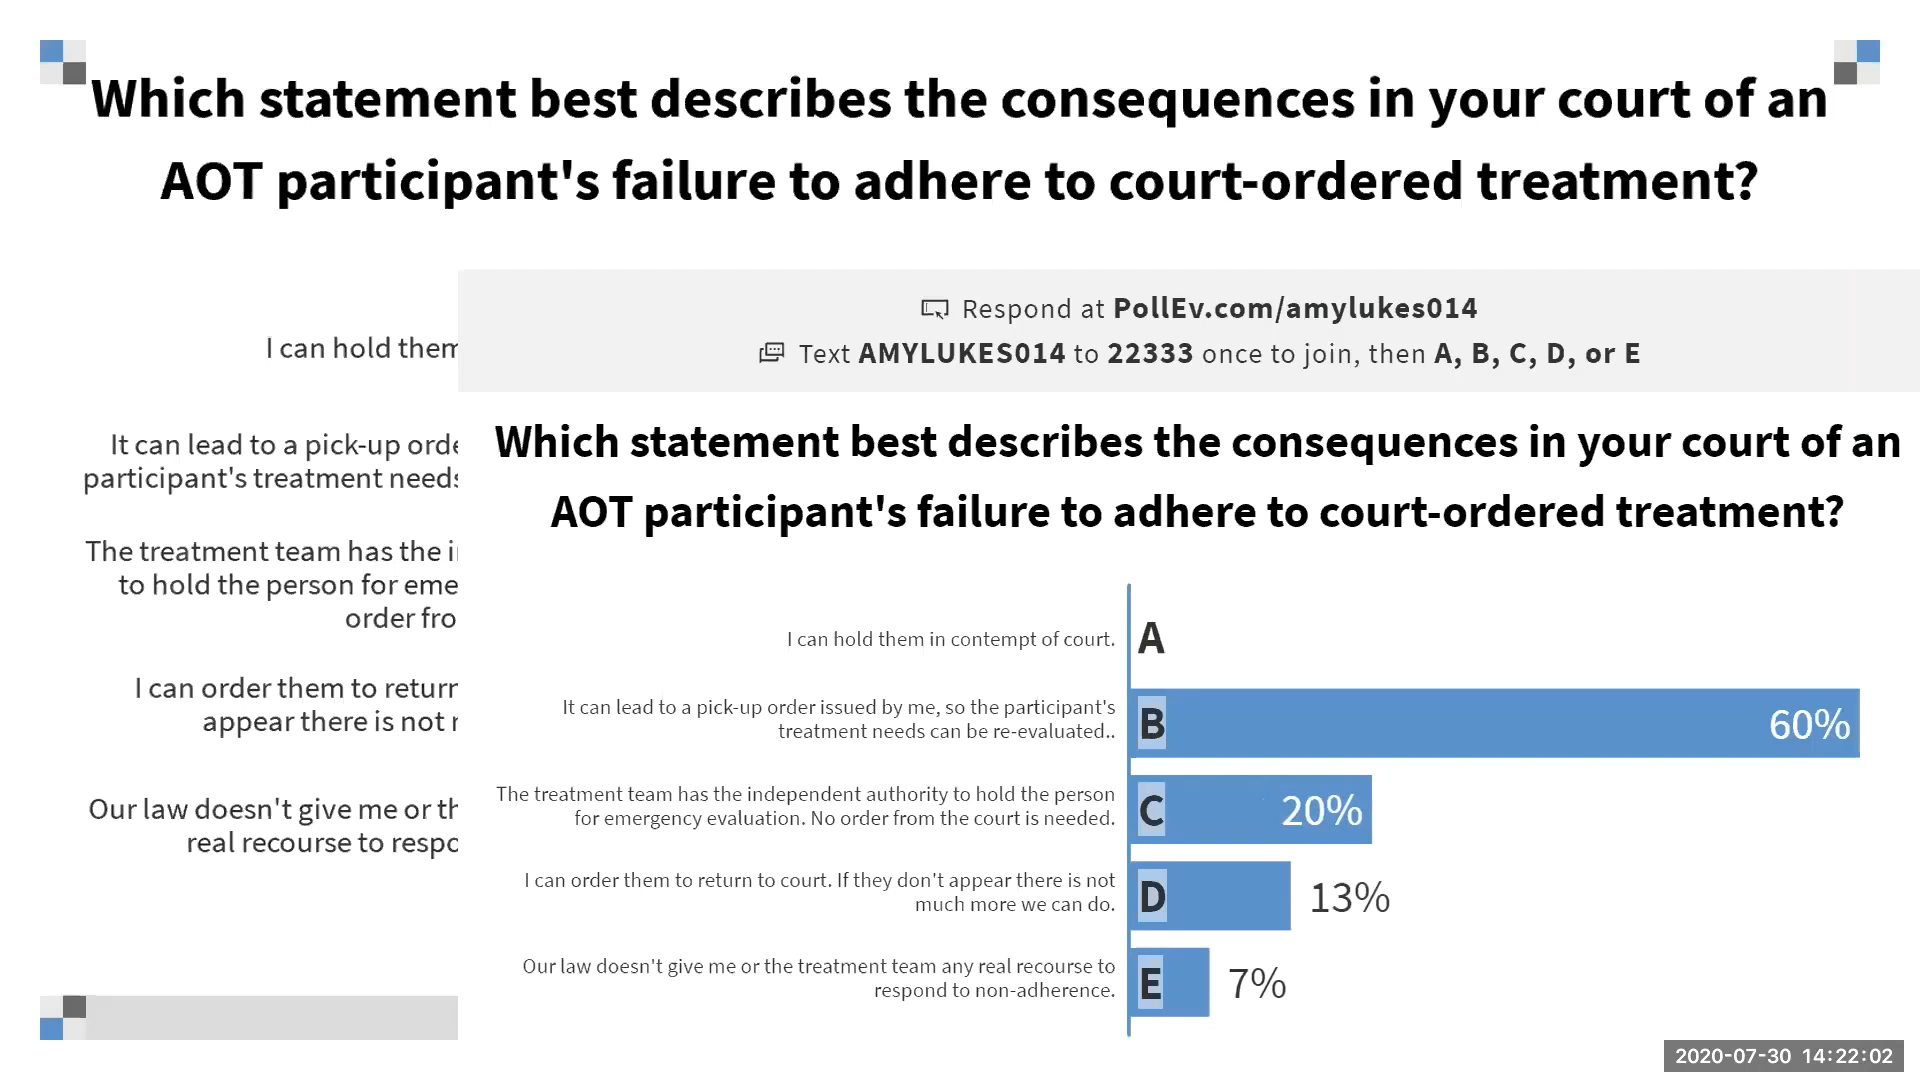 Which statement best describes the consequences in your court of an
AOT participant's failure to adhere to court-ordered treatment?
I can hold them
It can lead to a pick-up orde
participant's treatment needs
The treatment team has the i
to hold the person for eme
order fro
I can order them to return
appear there is not
Our law doesn't give me or th
real recourse to respo
Respond at PollEv.com/amylukes014
Text AMYLUKES014 to 22333 once to join, then A, B, C, D, or E
Which statement best describes the consequences in your court of an
AOT participant's failure to adhere to court-ordered treatment?
I can hold them in contempt of court. A
It can lead to a pick-up order issued by me, so the participant's
treatment needs can be re-evaluated..
B 60%
The treatment team has the independent authority to hold the person
for emergency evaluation. No order from the court is needed.
C 20%
I can order them to return to court. If they don't appear there is not
much more we can do.
D 13%
Our law doesn't give me or the treatment team any real recourse to
respond to non-adherence.
E 7%
2020-07-30 14:22:02